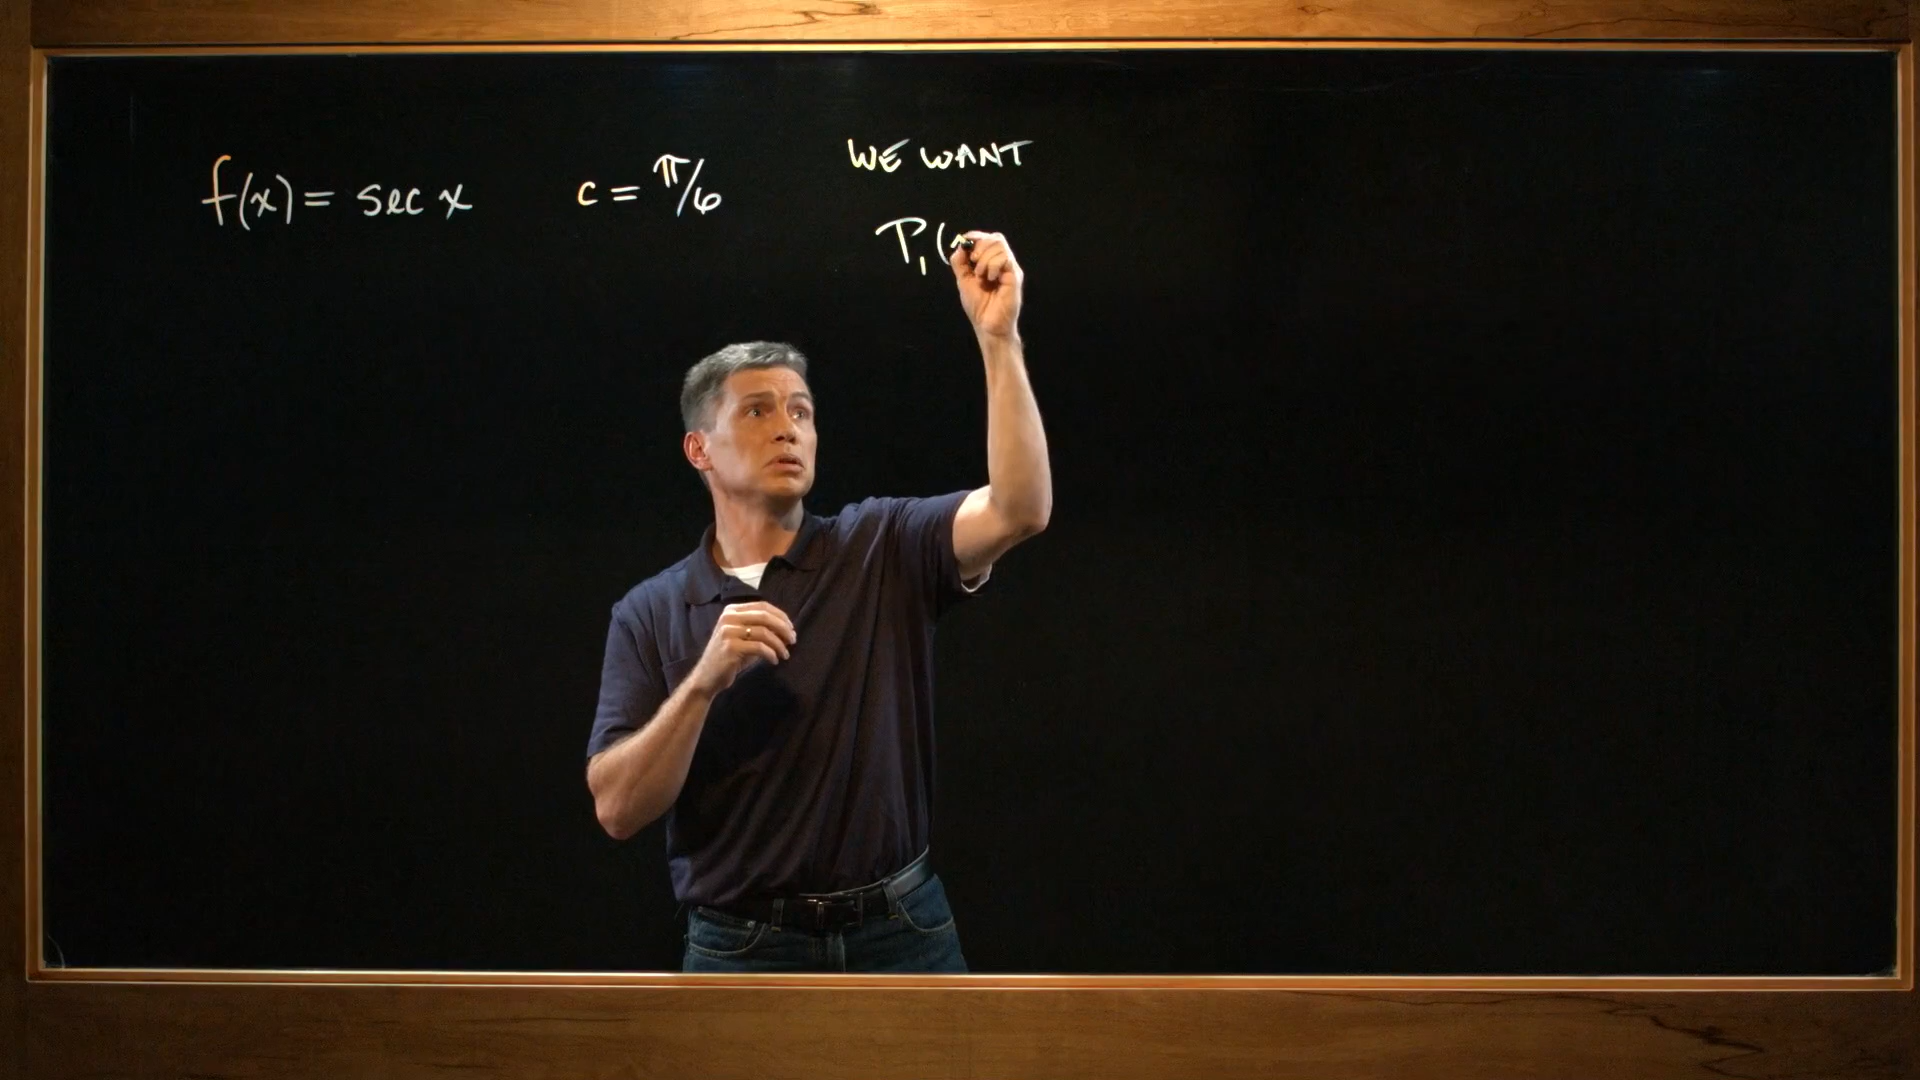 f(x) = sec x
c = π/6
WE WANT
P₁(